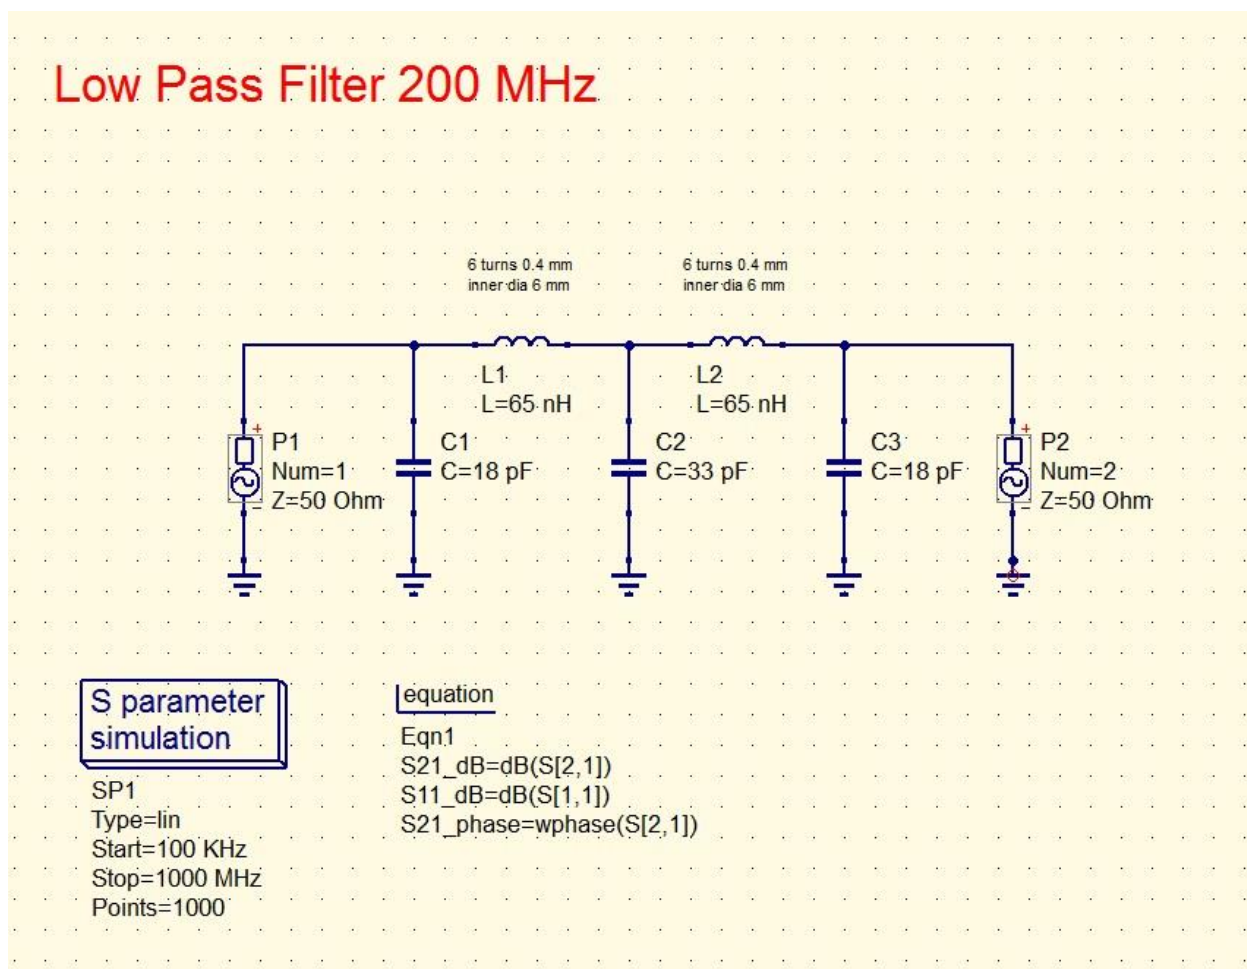 Low Pass Filter 200 MHz
6 turns 0.4 mm
inner dia 6 mm
6 turns 0.4 mm
inner dia 6 mm
L1
L=65 nH
L2
L=65 nH
P1
Num=1
Z=50 Ohm
C1
C=18 pF
C2
C=33 pF
C3
C=18 pF
P2
Num=2
Z=50 Ohm
S parameter
simulation
SP1
Type=lin
Start=100 KHz
Stop=1000 MHz
Points=1000
equation
Eqn1
S21_dB=dB(S[2,1])
S11_dB=dB(S[1,1])
S21_phase=wphase(S[2,1])